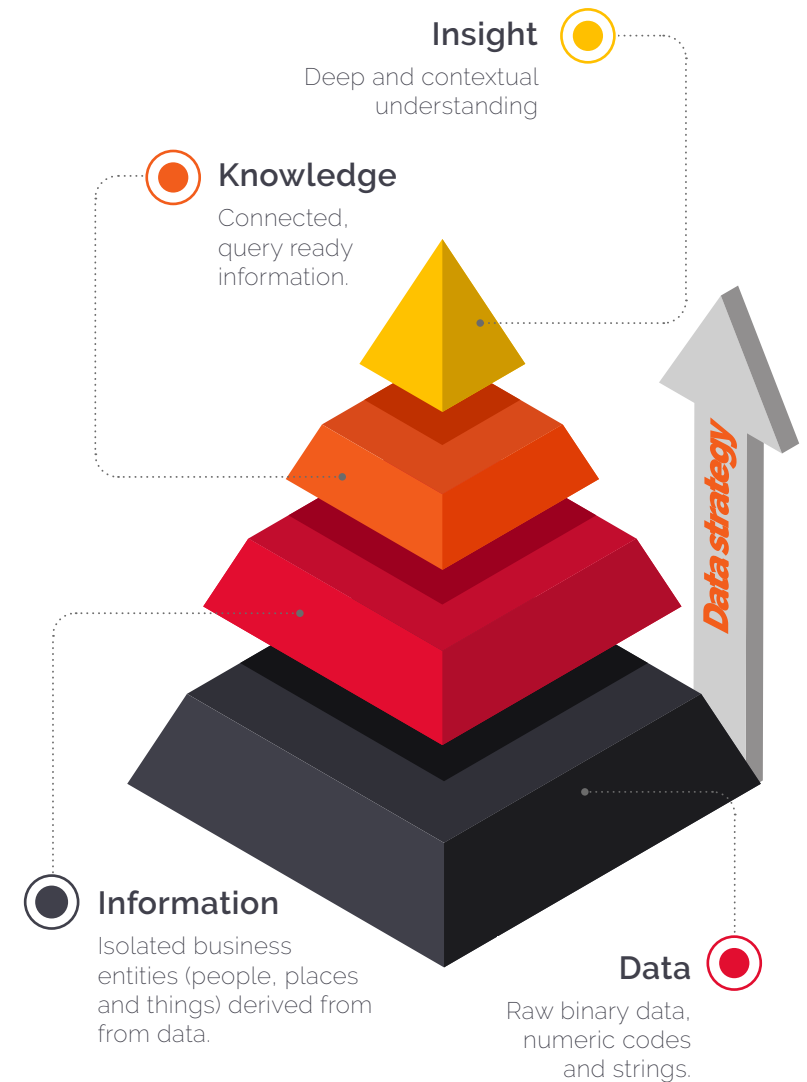 Insight
Deep and contextual
understanding
Knowledge
Connected,
query ready
information.
Data strategy
Information
Isolated business
entities (people, places
and things) derived from
from data.
Data
Raw binary data,
numeric codes
and strings.